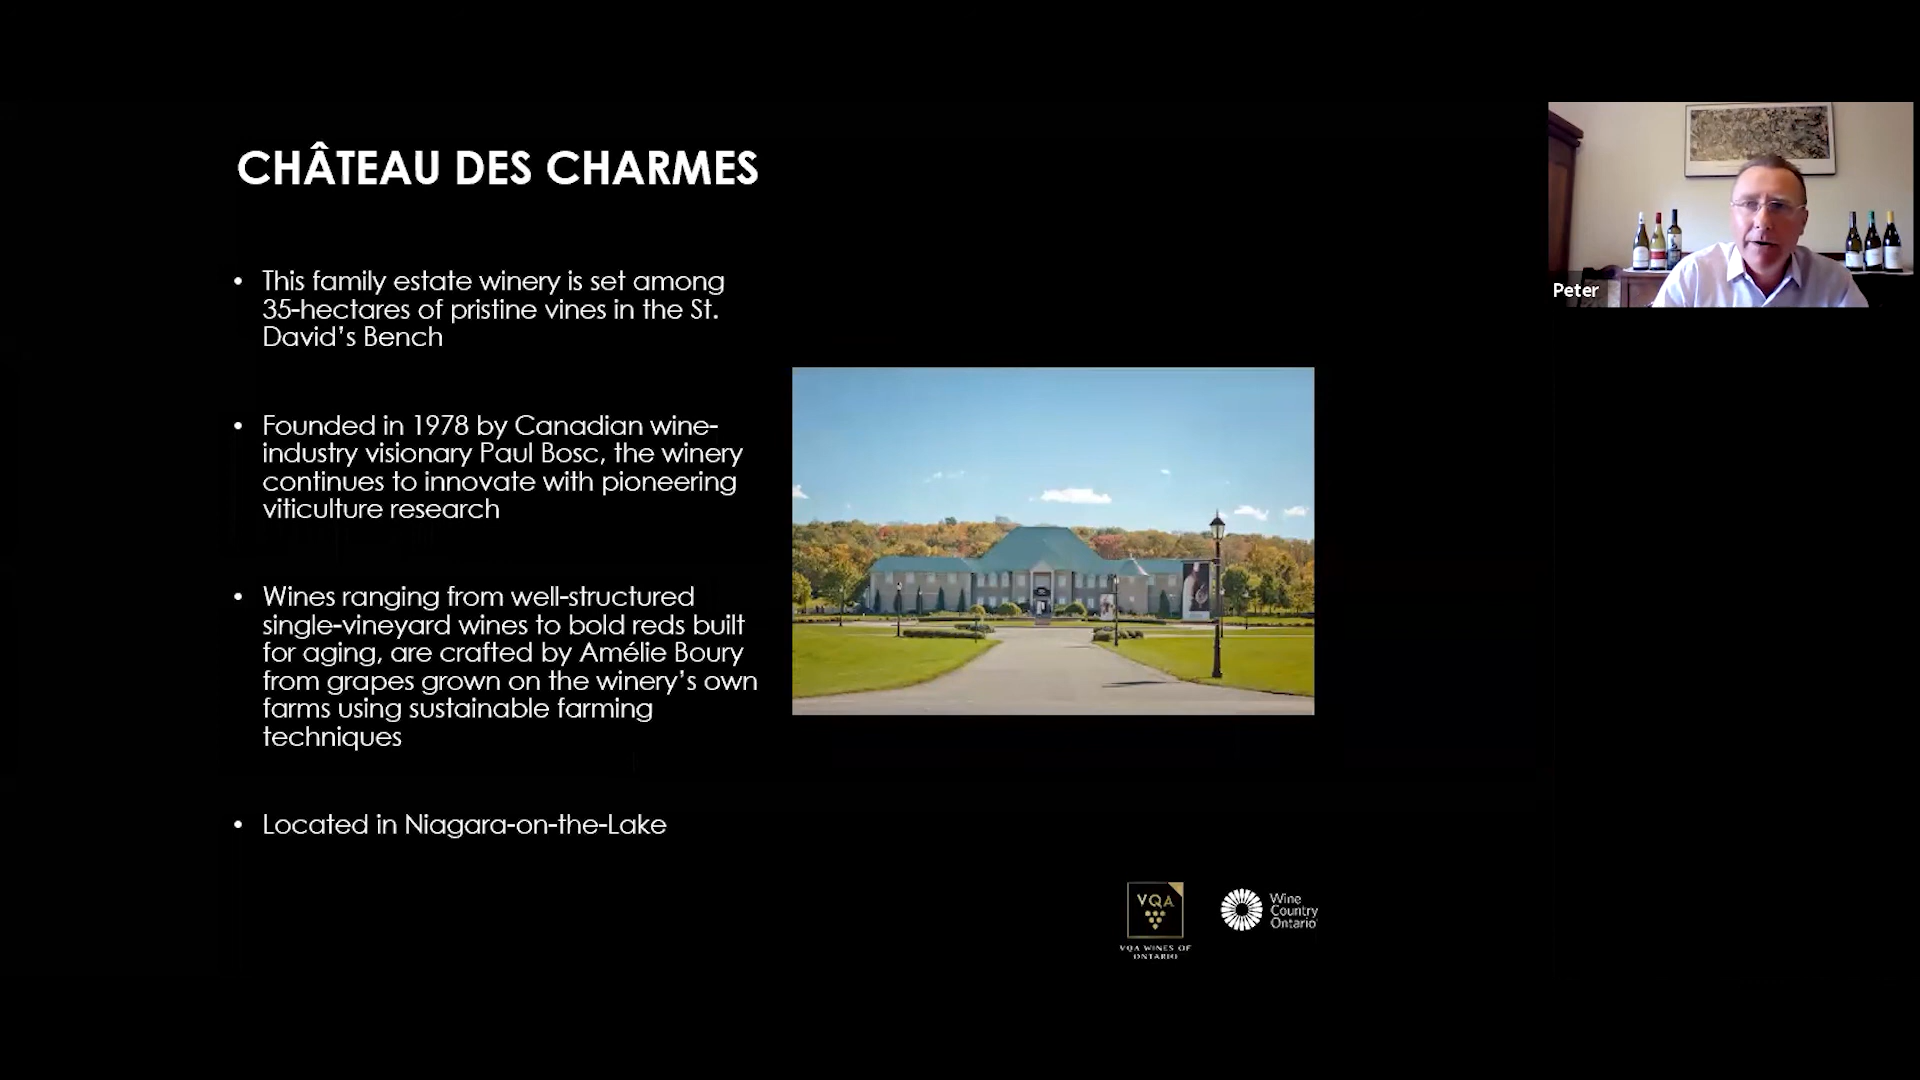 CHÂTEAU DES CHARMES
• This family estate winery is set among
35-hectares of pristine vines in the St.
David's Bench
• Founded in 1978 by Canadian wine-
industry visionary Paul Bosc, the winery
continues to innovate with pioneering
viticulture research
• Wines ranging from well-structured
single-vineyard wines to bold reds built
for aging, are crafted by Amélie Boury
from grapes grown on the winery's own
farms using sustainable farming
techniques
• Located in Niagara-on-the-Lake
Peter
VQA
VQA WINES OF
ONTARIO
Wine
Country
Ontario